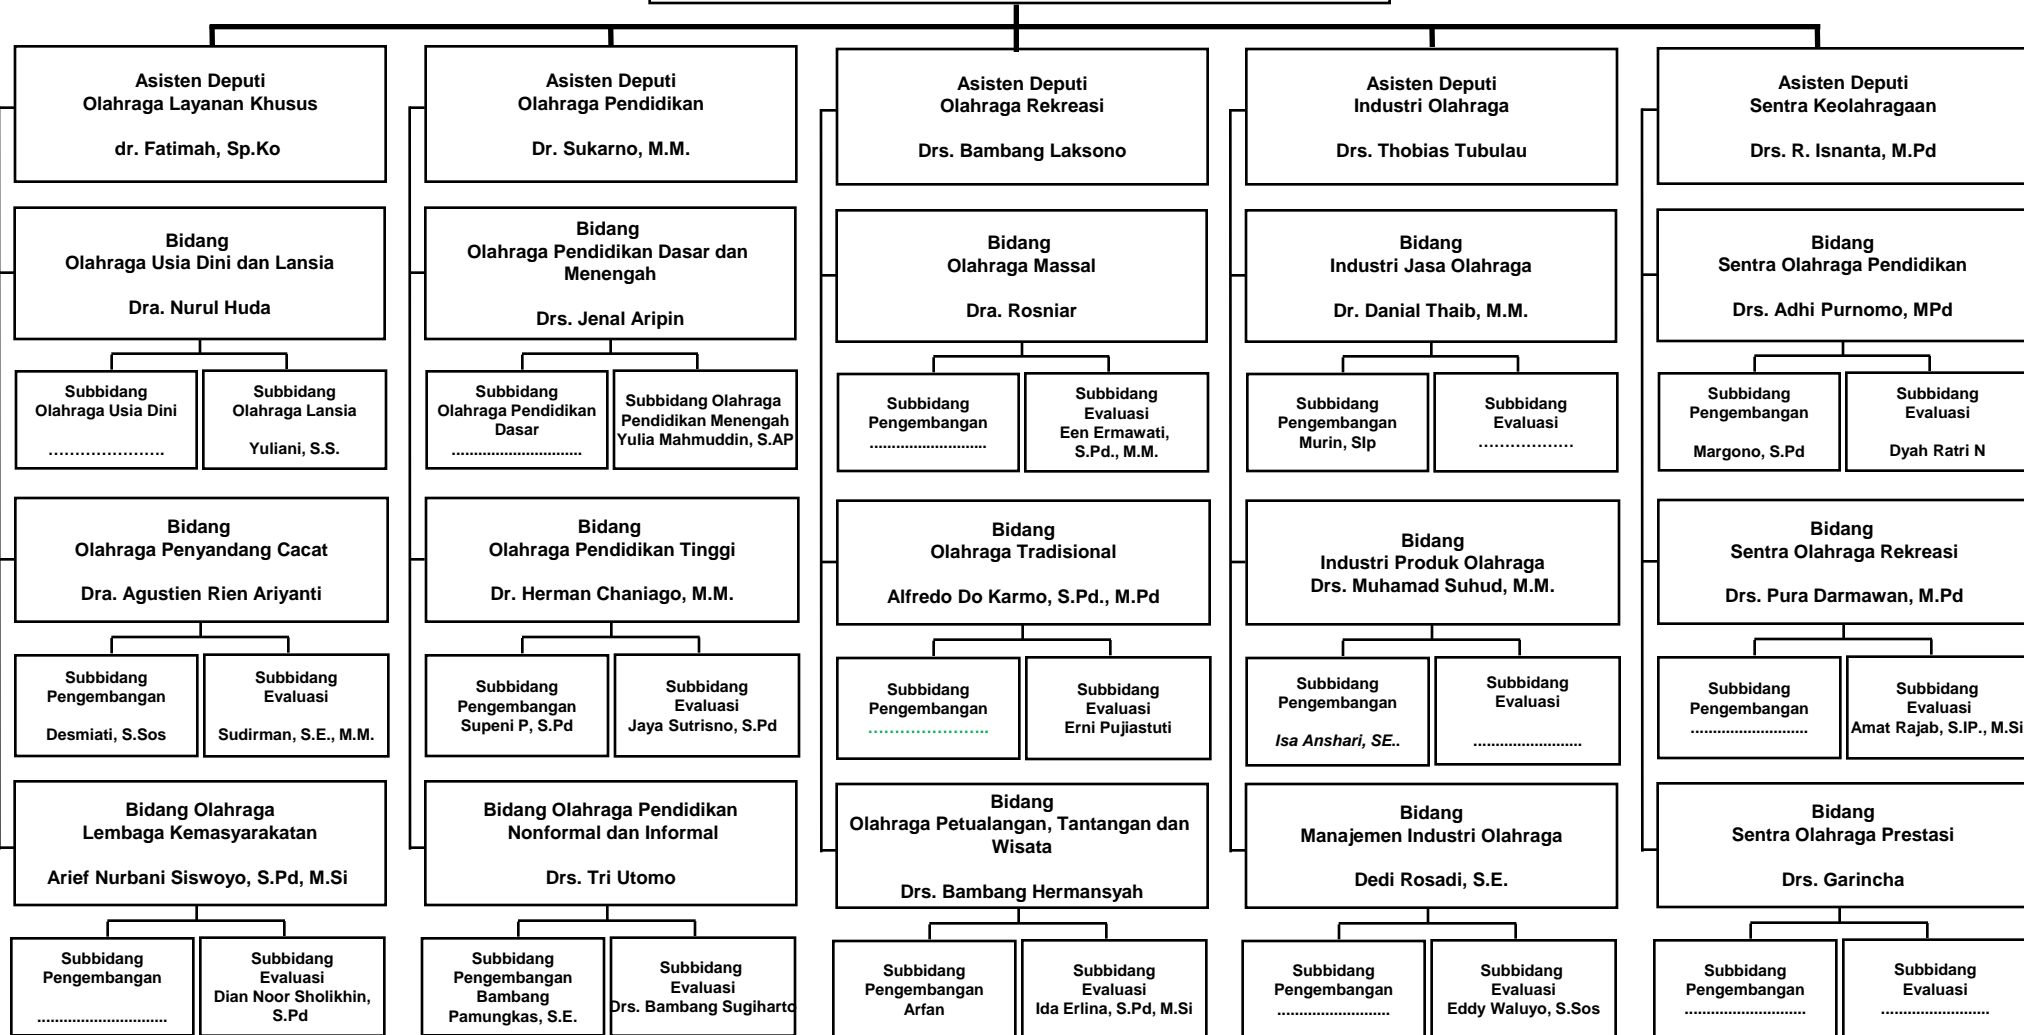 Asisten Deputi
Olahraga Layanan Khusus
dr. Fatimah, Sp.Ko
Asisten Deputi
Olahraga Pendidikan
Dr. Sukarno, M.M.
Asisten Deputi
Olahraga Rekreasi
Drs. Bambang Laksono
Asisten Deputi
Industri Olahraga
Drs. Thobias Tubulau
Asisten Deputi
Sentra Keolahragaan
Drs. R. Isnanta, M.Pd
Bidang
Olahraga Usia Dini dan Lansia
Dra. Nurul Huda
Bidang
Olahraga Pendidikan Dasar dan
Menengah
Drs. Jenal Aripin
Bidang
Olahraga Massal
Dra. Rosniar
Bidang
Industri Jasa Olahraga
Dr. Danial Thaib, M.M.
Bidang
Sentra Olahraga Pendidikan
Drs. Adhi Purnomo, MPd
Subbidang
Olahraga Usia Dini
......................
Subbidang
Olahraga Lansia
Yuliani, S.S.
Subbidang
Olahraga Pendidikan
Dasar
.............................
Subbidang Olahraga
Pendidikan Menengah
Yulia Mahmuddin, S.AP
Subbidang
Pengembangan
..........................
Subbidang
Evaluasi
Een Ermawati,
S.Pd., M.M.
Subbidang
Pengembangan
Murin, SIp
Subbidang
Evaluasi
..................
Subbidang
Pengembangan
Margono, S.Pd
Subbidang
Evaluasi
Dyah Ratri N
Bidang
Olahraga Penyandang Cacat
Dra. Agustien Rien Ariyanti
Bidang
Olahraga Pendidikan Tinggi
Dr. Herman Chaniago, M.M.
Bidang
Olahraga Tradisional
Alfredo Do Karmo, S.Pd., M.Pd
Bidang
Industri Produk Olahraga
Drs. Muhamad Suhud, M.M.
Bidang
Sentra Olahraga Rekreasi
Drs. Pura Darmawan, M.Pd
Subbidang
Pengembangan
Desmiati, S.Sos
Subbidang
Evaluasi
Sudirman, S.E., M.M.
Subbidang
Pengembangan
Supeni P, S.Pd
Subbidang
Evaluasi
Jaya Sutrisno, S.Pd
Subbidang
Pengembangan
.......................
Subbidang
Evaluasi
Erni Pujiastuti
Subbidang
Pengembangan
Isa Anshari, SE..
Subbidang
Evaluasi
........................
Subbidang
Pengembangan
..........................
Subbidang
Evaluasi
Amat Rajab, S.IP., M.Si
Bidang Olahraga
Lembaga Kemasyarakatan
Arief Nurbani Siswoyo, S.Pd, M.Si
Bidang Olahraga Pendidikan
Nonformal dan Informal
Drs. Tri Utomo
Bidang
Olahraga Petualangan, Tantangan dan
Wisata
Drs. Bambang Hermansyah
Bidang
Manajemen Industri Olahraga
Dedi Rosadi, S.E.
Bidang
Sentra Olahraga Prestasi
Drs. Garincha
Subbidang
Pengembangan
.............................
Subbidang
Evaluasi
Dian Noor Sholikhin,
S.Pd
Subbidang
Pengembangan
Bambang
Pamungkas, S.E.
Subbidang
Evaluasi
Drs. Bambang Sugiharto
Subbidang
Pengembangan
Arfan
Subbidang
Evaluasi
Ida Erlina, S.Pd, M.Si
Subbidang
Pengembangan
.........................
Subbidang
Evaluasi
Eddy Waluyo, S.Sos
Subbidang
Pengembangan
...........................
Subbidang
Evaluasi
........................